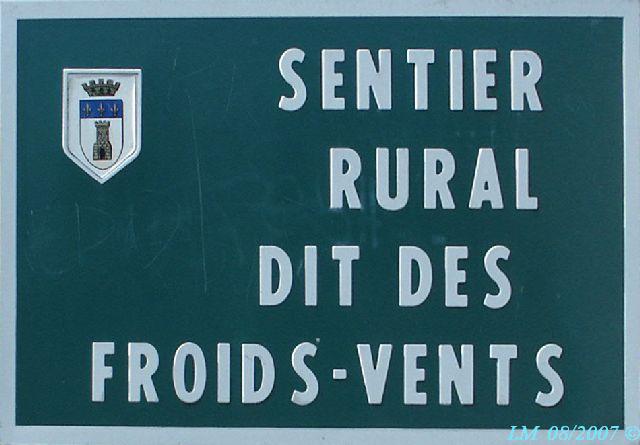 SENTIER
RURAL
DIT DES
FROIDS-VENTS
LM 08/2007 ©